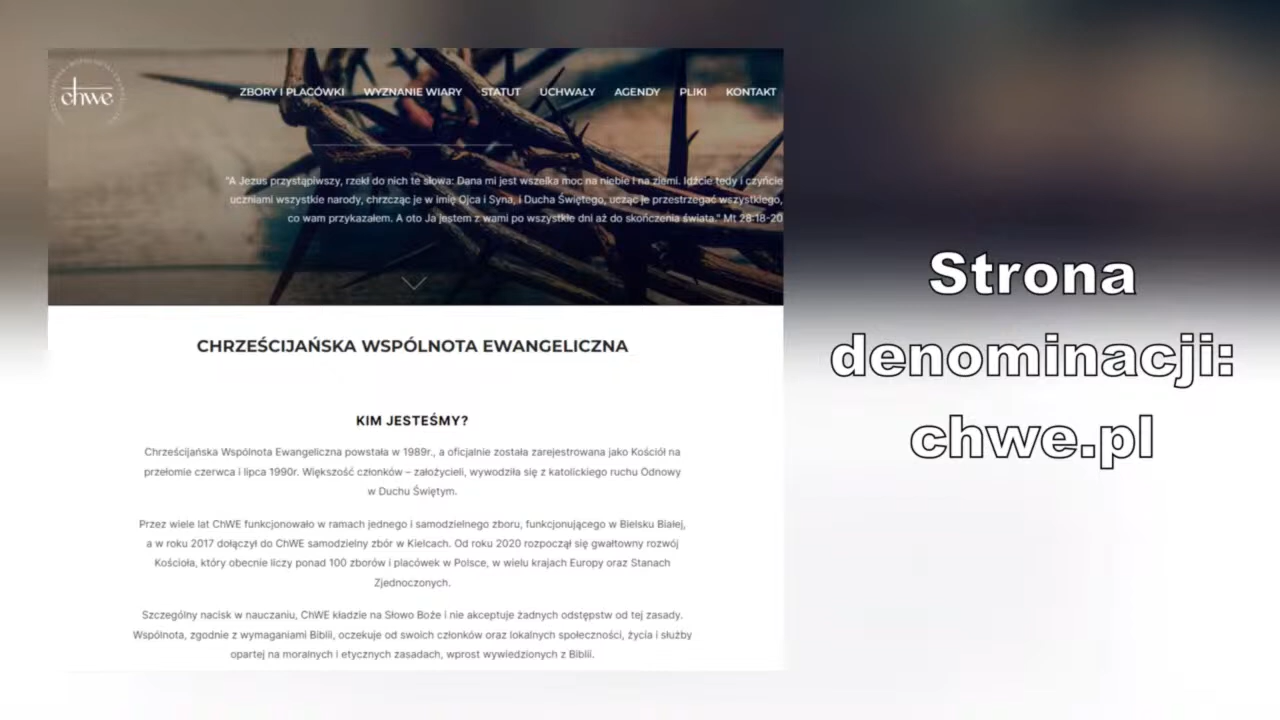 chwe
ZBORY I PLACÓWKI WYZNANIE WIARY STATUT UCHWAŁY AGENDY PLIKI KONTAKT
"A Jezus przystąpiwszy, rzekł do nich te słowa: Dana mi jest wszelka moc na niebie i na ziemi. Idźcie tedy i czyńcie
uczniami wszystkie narody, chrzcząc je w imię Ojca i Syna, i Ducha Świętego, ucząc je przestrzegać wszystkiego,
co wam przykazałem. A oto Ja jestem z wami po wszystkie dni aż do skończenia świata." Mt 28:18-20
CHRZEŚCIJAŃSKA WSPÓLNOTA EWANGELICZNA
KIM JESTEŚMY?
Chrześcijańska Wspólnota Ewangeliczna powstała w 1989r., a oficjalnie została zarejestrowana jako Kościół na
przełomie czerwca i lipca 1990r. Większość członków – założycieli, wywodziła się z katolickiego ruchu Odnowy
w Duchu Świętym.
Przez wiele lat ChWE funkcjonowało w ramach jednego i samodzielnego zboru, funkcjonującego w Bielsku Białej,
a w roku 2017 dołączył do ChWE samodzielny zbór w Kielcach. Od roku 2020 rozpoczął się gwałtowny rozwój
Kościoła, który obecnie liczy ponad 100 zborów i placówek w Polsce, w wielu krajach Europy oraz Stanach
Zjednoczonych.
Szczególny nacisk w nauczaniu, ChWE kładzie na Słowo Boże i nie akceptuje żadnych odstępstw od tej zasady.
Wspólnota, zgodnie z wymaganiami Biblii, oczekuje od swoich członków oraz lokalnych społeczności, życia i służby
opartej na moralnych i etycznych zasadach, wprost wywiedzionych z Biblii.
Strona
denominacji:
chwe.pl